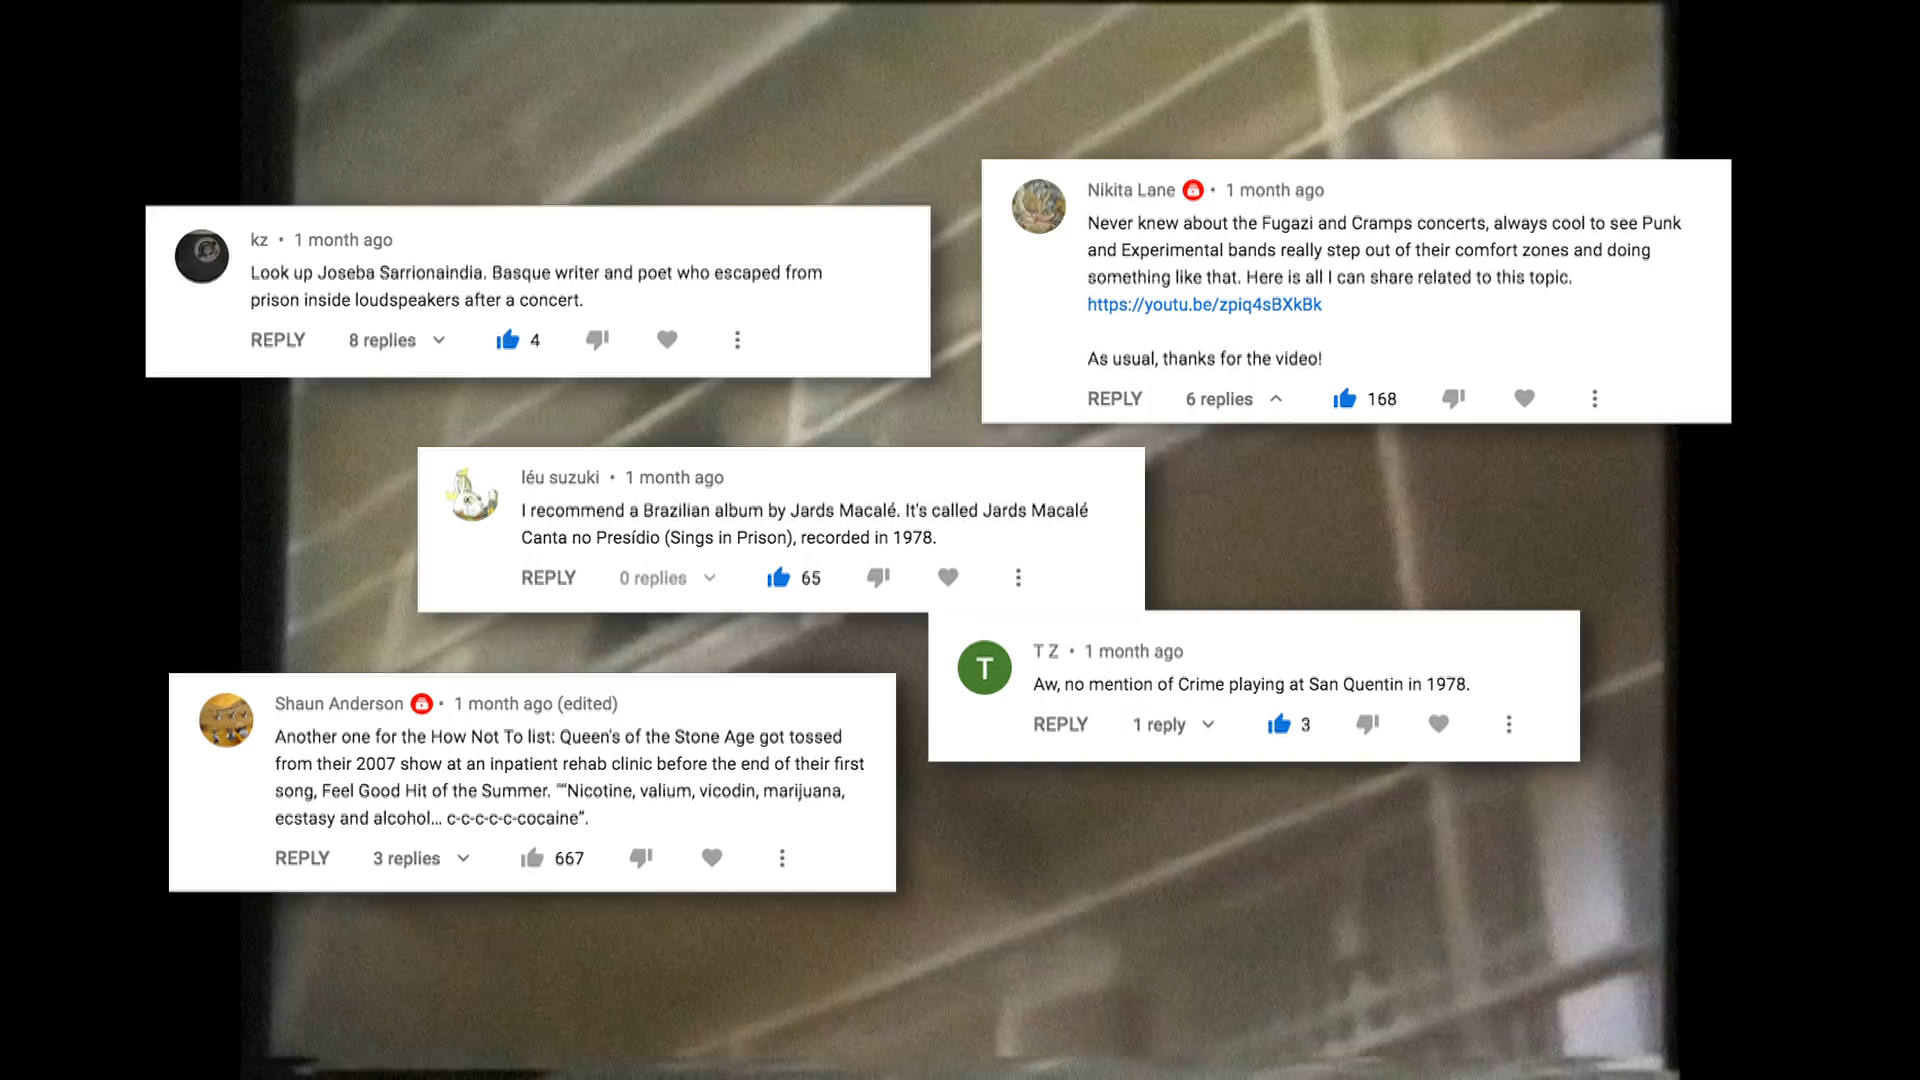 kz • 1 month ago
Look up Joseba Sarrionaindia. Basque writer and poet who escaped from
prison inside loudspeakers after a concert.
REPLY 8 replies 4
Nikita Lane • 1 month ago
Never knew about the Fugazi and Cramps concerts, always cool to see Punk
and Experimental bands really step out of their comfort zones and doing
something like that. Here is all I can share related to this topic.
https://youtu.be/zpiq4sBXkBk
As usual, thanks for the video!
REPLY 6 replies 168
léu suzuki • 1 month ago
I recommend a Brazilian album by Jards Macalé. It's called Jards Macalé
Canta no Presídio (Sings in Prison), recorded in 1978.
REPLY 0 replies 65
T
T Z • 1 month ago
Aw, no mention of Crime playing at San Quentin in 1978.
REPLY 1 reply 3
Shaun Anderson • 1 month ago (edited)
Another one for the How Not To list: Queen's of the Stone Age got tossed
from their 2007 show at an inpatient rehab clinic before the end of their first
song, Feel Good Hit of the Summer. "“Nicotine, valium, vicodin, marijuana,
ecstasy and alcohol... c-c-c-c-c-cocaine”.
REPLY 3 replies 667